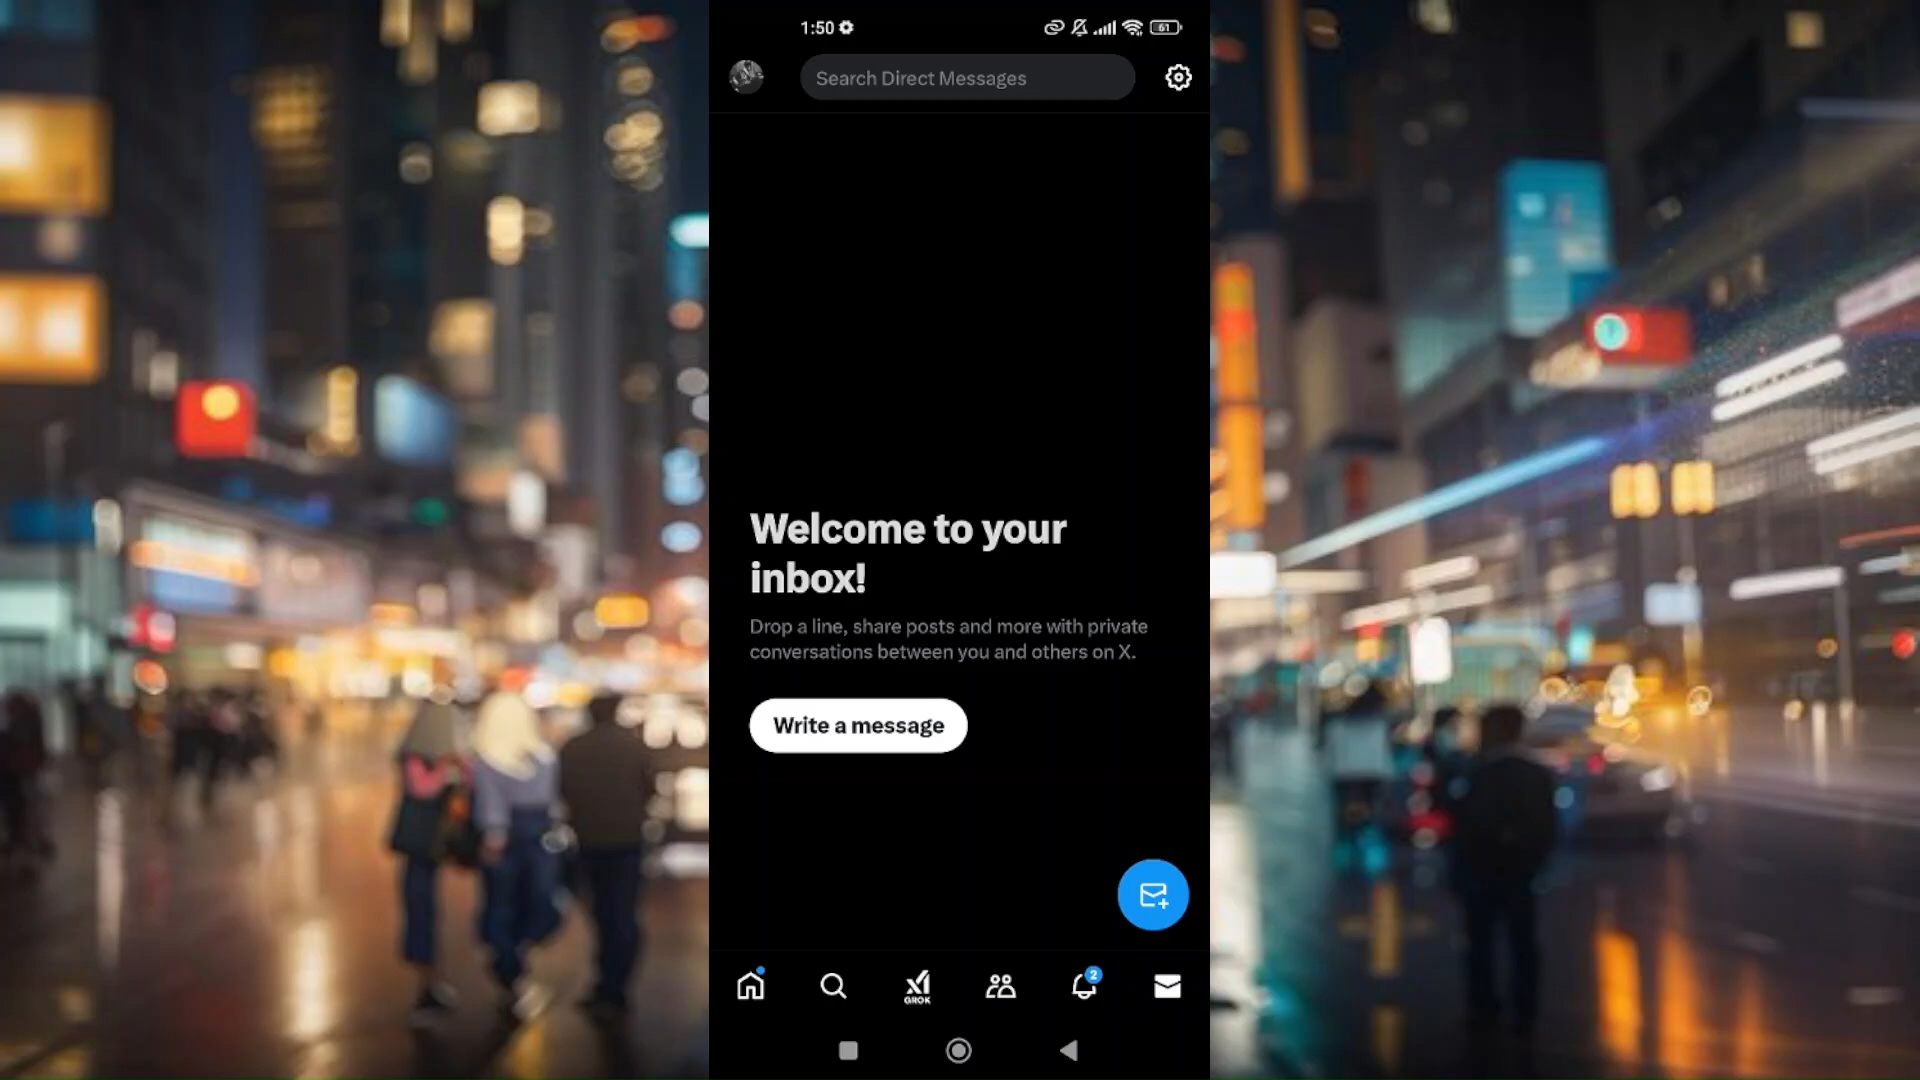 1:50
61
Search Direct Messages
Welcome to your
inbox!
Drop a line, share posts and more with private
conversations between you and others on X.
Write a message
GROK
2